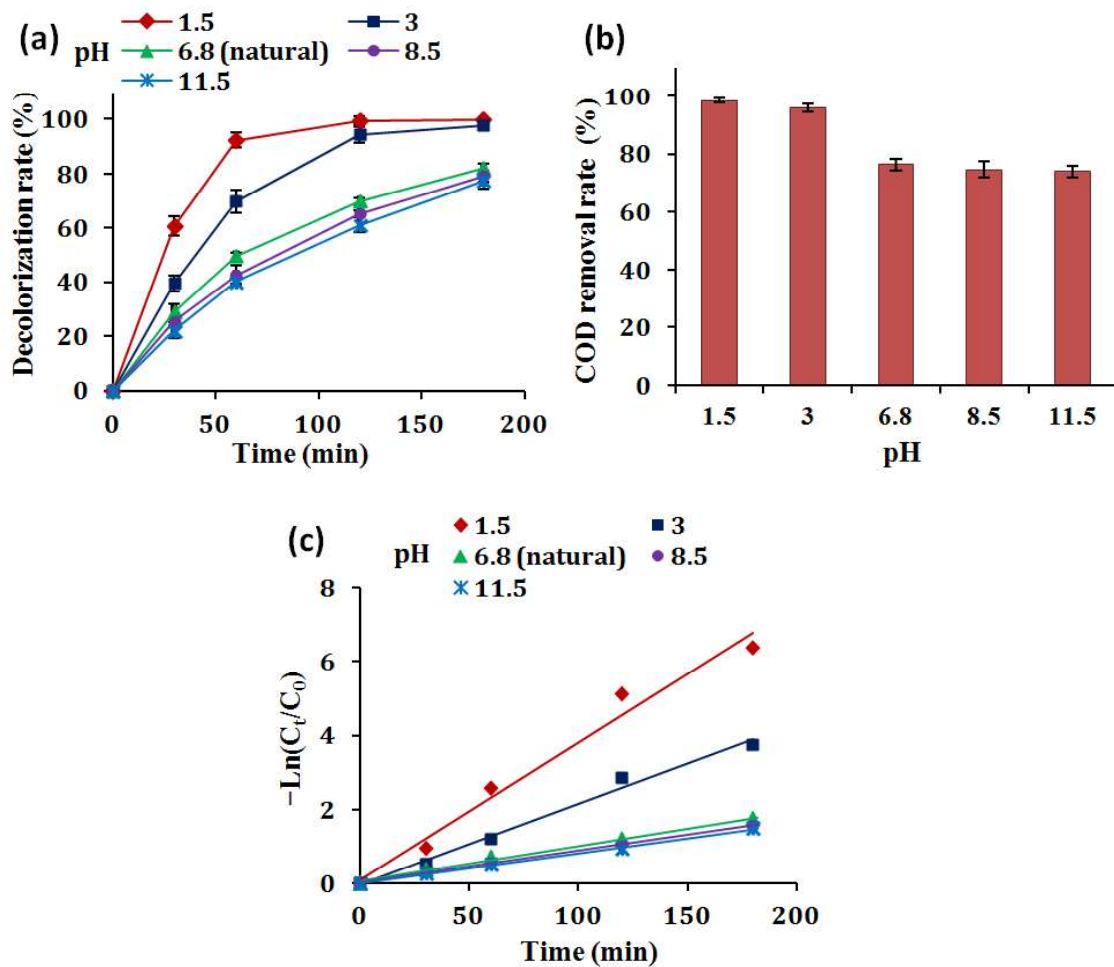 (a)
pH
1.5
3
6.8 (natural)
8.5
11.5
Decolorization rate (%)
100
80
60
40
20
0
0 50 100 150 200
Time (min)
(b)
COD removal rate (%)
100
80
60
40
20
0
1.5 3 6.8 8.5 11.5
pH
(c)
pH
1.5
3
6.8 (natural)
8.5
11.5
−Ln(Ct/C0)
8
6
4
2
0
0 50 100 150 200
Time (min)